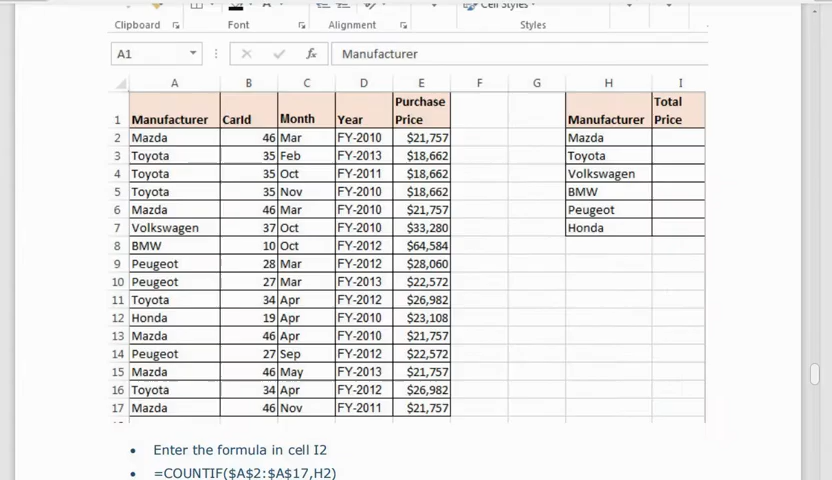 Cell Styles
Clipboard Font Alignment Styles
A1 fx Manufacturer
A B C D E F G H I
1 Manufacturer CarId Month Year Purchase Price Manufacturer Total Price
2 Mazda 46 Mar FY-2010 $21,757 Mazda
3 Toyota 35 Feb FY-2013 $18,662 Toyota
4 Toyota 35 Oct FY-2011 $18,662 Volkswagen
5 Toyota 35 Nov FY-2010 $18,662 BMW
6 Mazda 46 Mar FY-2010 $21,757 Peugeot
7 Volkswagen 37 Oct FY-2010 $33,280 Honda
8 BMW 10 Oct FY-2012 $64,584
9 Peugeot 28 Mar FY-2012 $28,060
10 Peugeot 27 Mar FY-2013 $22,572
11 Toyota 34 Apr FY-2012 $26,982
12 Honda 19 Apr FY-2010 $23,108
13 Mazda 46 Apr FY-2010 $21,757
14 Peugeot 27 Sep FY-2012 $22,572
15 Mazda 46 May FY-2013 $21,757
16 Toyota 34 Apr FY-2012 $26,982
17 Mazda 46 Nov FY-2011 $21,757
• Enter the formula in cell I2
• =COUNTIF($A$2:$A$17,H2)